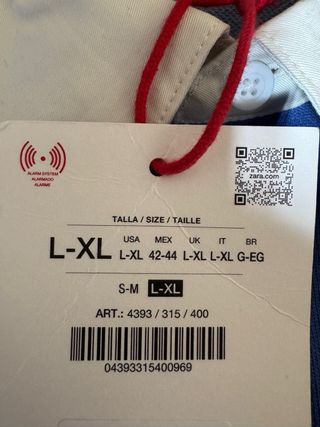 ALARM SYSTEM
ALARMADO
ALARME
zara.com
TALLA / SIZE / TAILLE
L-XL
USA MEX UK IT BR
L-XL 42-44 L-XL L-XL G-EG
S-M L-XL
ART.: 4393 / 315 / 400
04393315400969